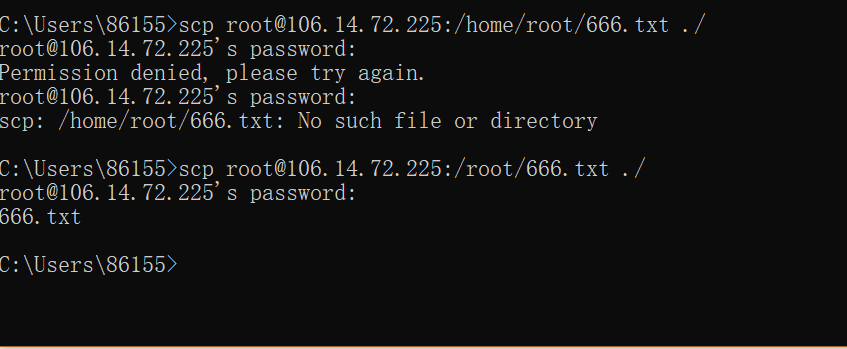 C:\Users\86155>scp root@106.14.72.225:/home/root/666.txt ./
root@106.14.72.225's password:
Permission denied, please try again.
root@106.14.72.225's password:
scp: /home/root/666.txt: No such file or directory
C:\Users\86155>scp root@106.14.72.225:/root/666.txt ./
root@106.14.72.225's password:
666.txt
C:\Users\86155>